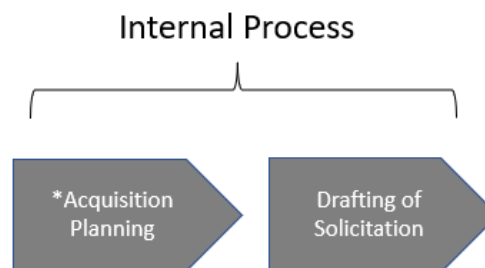 Internal Process
*Acquisition
Planning
Drafting of
Solicitation